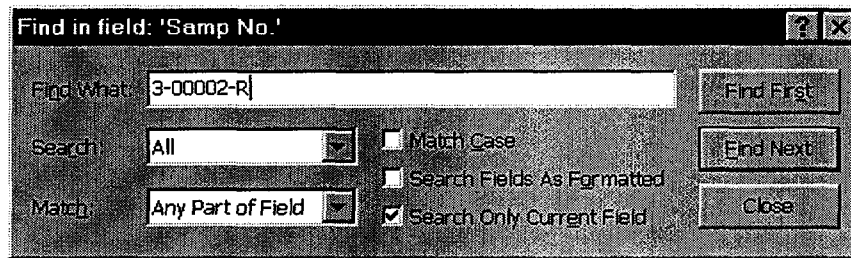 Find in field: 'Samp No.' ? X
Find What: 3-00002-R Find First
Search: All Match Case Find Next
Search Fields As Formatted
Match: Any Part of Field Search Only Current Field Close